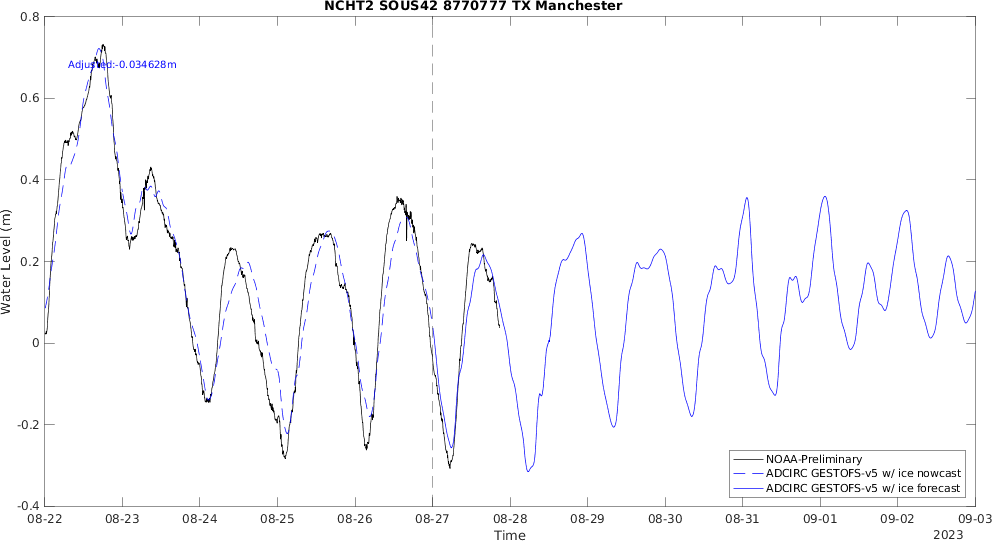 NCHT2 SOUS42 8770777 TX Manchester
Adjusted:-0.034628m
0.8
0.6
0.4
0.2
0
-0.2
-0.4
Water Level (m)
NOAA-Preliminary
ADCIRC GESTOFS-v5 w/ ice nowcast
ADCIRC GESTOFS-v5 w/ ice forecast
08-22 08-23 08-24 08-25 08-26 08-27 08-28 08-29 08-30 08-31 09-01 09-02 09-03
Time
2023